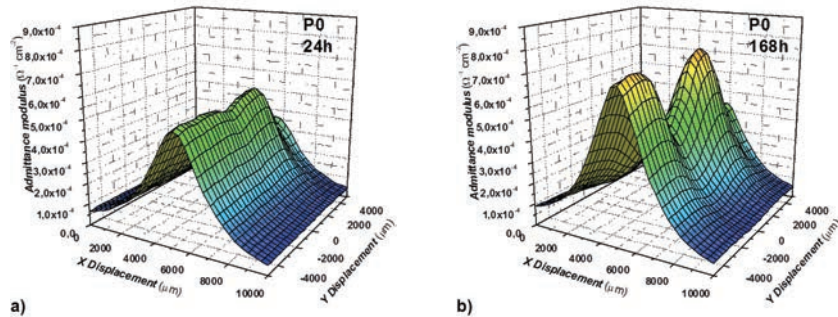 9,0x10⁻⁴
8,0x10⁻⁴
7,0x10⁻⁴
6,0x10⁻⁴
5,0x10⁻⁴
4,0x10⁻⁴
3,0x10⁻⁴
2,0x10⁻⁴
1,0x10⁻⁴
0,0
Admittance modulus (Ω⁻¹ cm⁻²)
P0
24h
0
2000
4000
6000
8000
10000
X Displacement (μm)
4000
2000
0
-2000
-4000
Y Displacement (μm)
a)
9,0x10⁻⁴
8,0x10⁻⁴
7,0x10⁻⁴
6,0x10⁻⁴
5,0x10⁻⁴
4,0x10⁻⁴
3,0x10⁻⁴
2,0x10⁻⁴
1,0x10⁻⁴
0,0
Admittance modulus (Ω⁻¹ cm⁻²)
P0
168h
0
2000
4000
6000
8000
10000
X Displacement (μm)
4000
2000
0
-2000
-4000
Y Displacement (μm)
b)